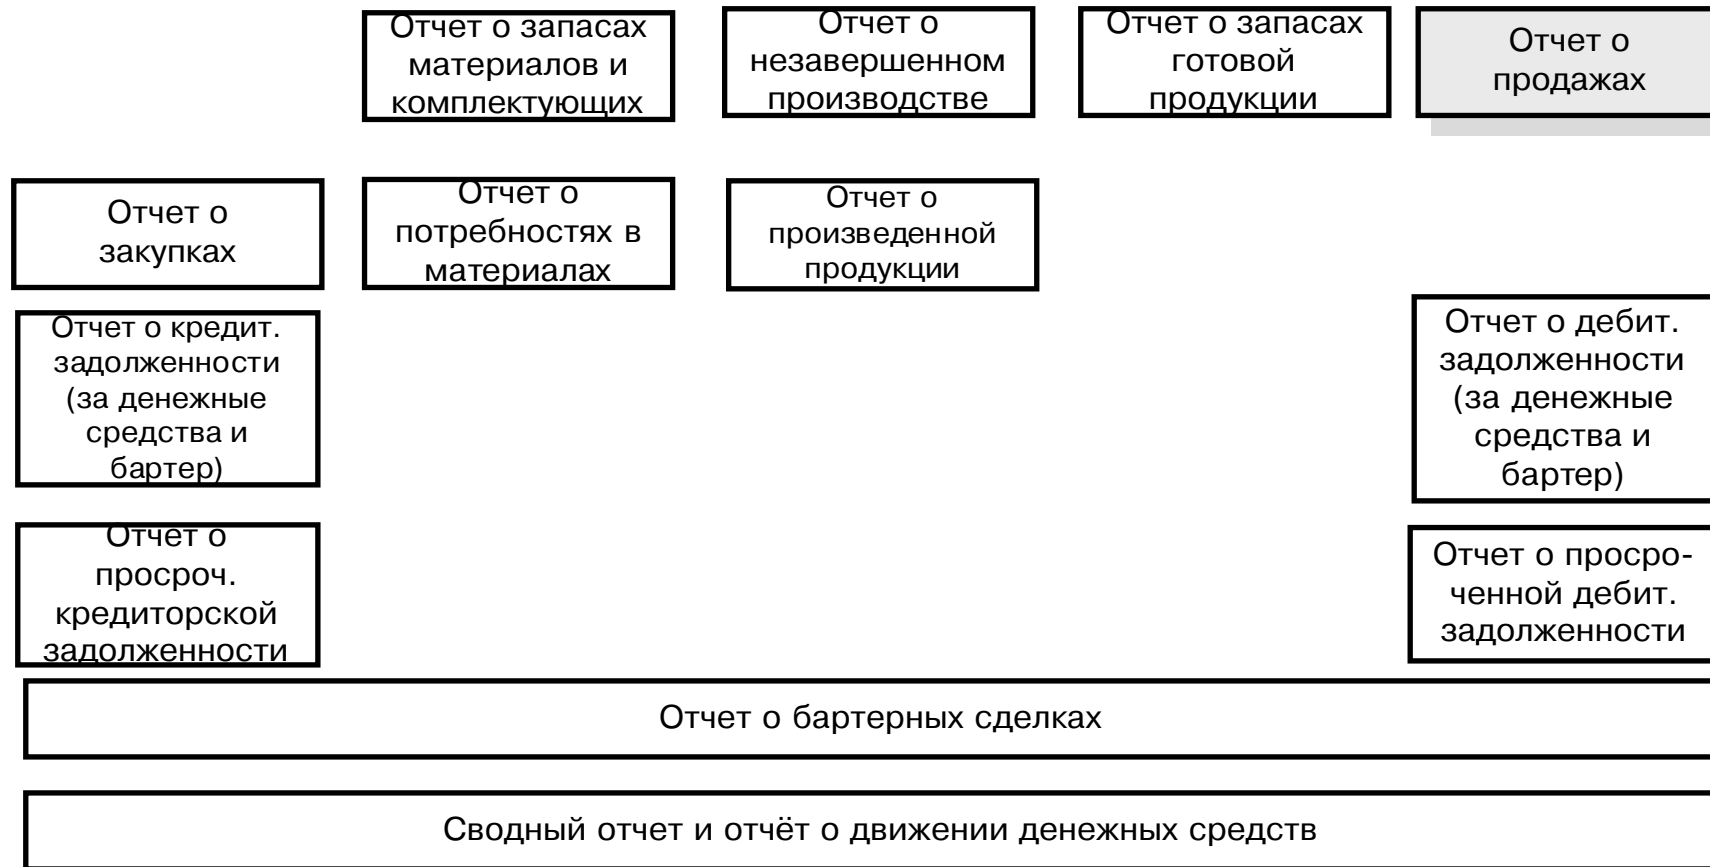 Отчет о запасах
материалов и
комплектующих
Отчет о
незавершенном
производстве
Отчет о запасах
готовой
продукции
Отчет о
продажах
Отчет о
закупках
Отчет о
потребностях в
материалах
Отчет о
произведенной
продукции
Отчет о кредит.
задолженности
(за денежные
средства и
бартер)
Отчет о дебит.
задолженности
(за денежные
средства и
бартер)
Отчет о
просроч.
кредиторской
задолженности
Отчет о просро-
ченной дебит.
задолженности
Отчет о бартерных сделках
Сводный отчет и отчёт о движении денежных средств